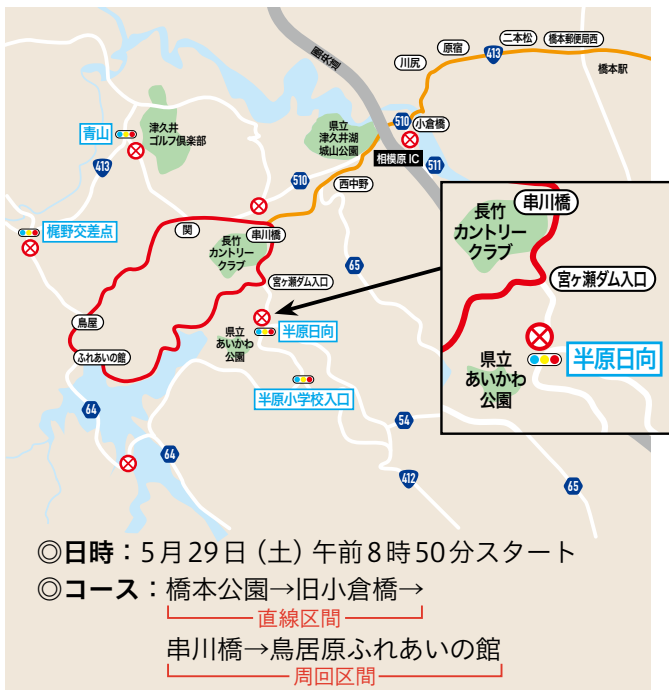 二本松
橋本郵便局西
原宿
413
川尻
橋本駅
圏央道
510
小倉橋
青山
津久井
ゴルフ倶楽部
県立
津久井湖
城山公園
相模原 IC
511
413
510
西中野
梶野交差点
関
串川橋
長竹
カントリー
クラブ
65
宮ヶ瀬ダム入口
鳥屋
県立
あいかわ
公園
半原日向
ふれあいの館
半原小学校入口
64
64
54
412
65
串川橋
長竹
カントリー
クラブ
宮ヶ瀬ダム入口
半原日向
県立
あいかわ
公園
◎日時：5月29日（土）午前8時50分スタート
◎コース：橋本公園→旧小倉橋→
直線区間
串川橋→鳥居原ふれあいの館
周回区間